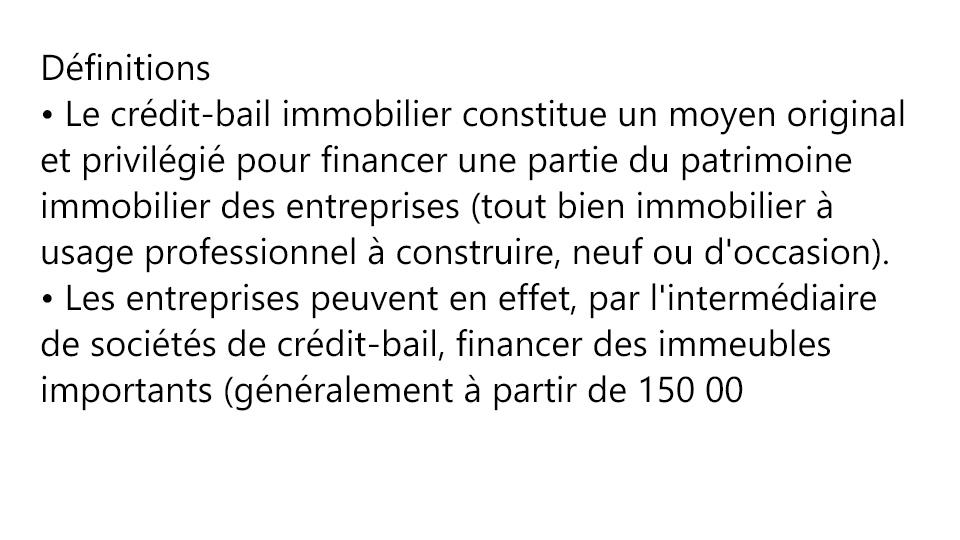 Définitions
• Le crédit-bail immobilier constitue un moyen original
et privilégié pour financer une partie du patrimoine
immobilier des entreprises (tout bien immobilier à
usage professionnel à construire, neuf ou d'occasion).
• Les entreprises peuvent en effet, par l'intermédiaire
de sociétés de crédit-bail, financer des immeubles
importants (généralement à partir de 150 00